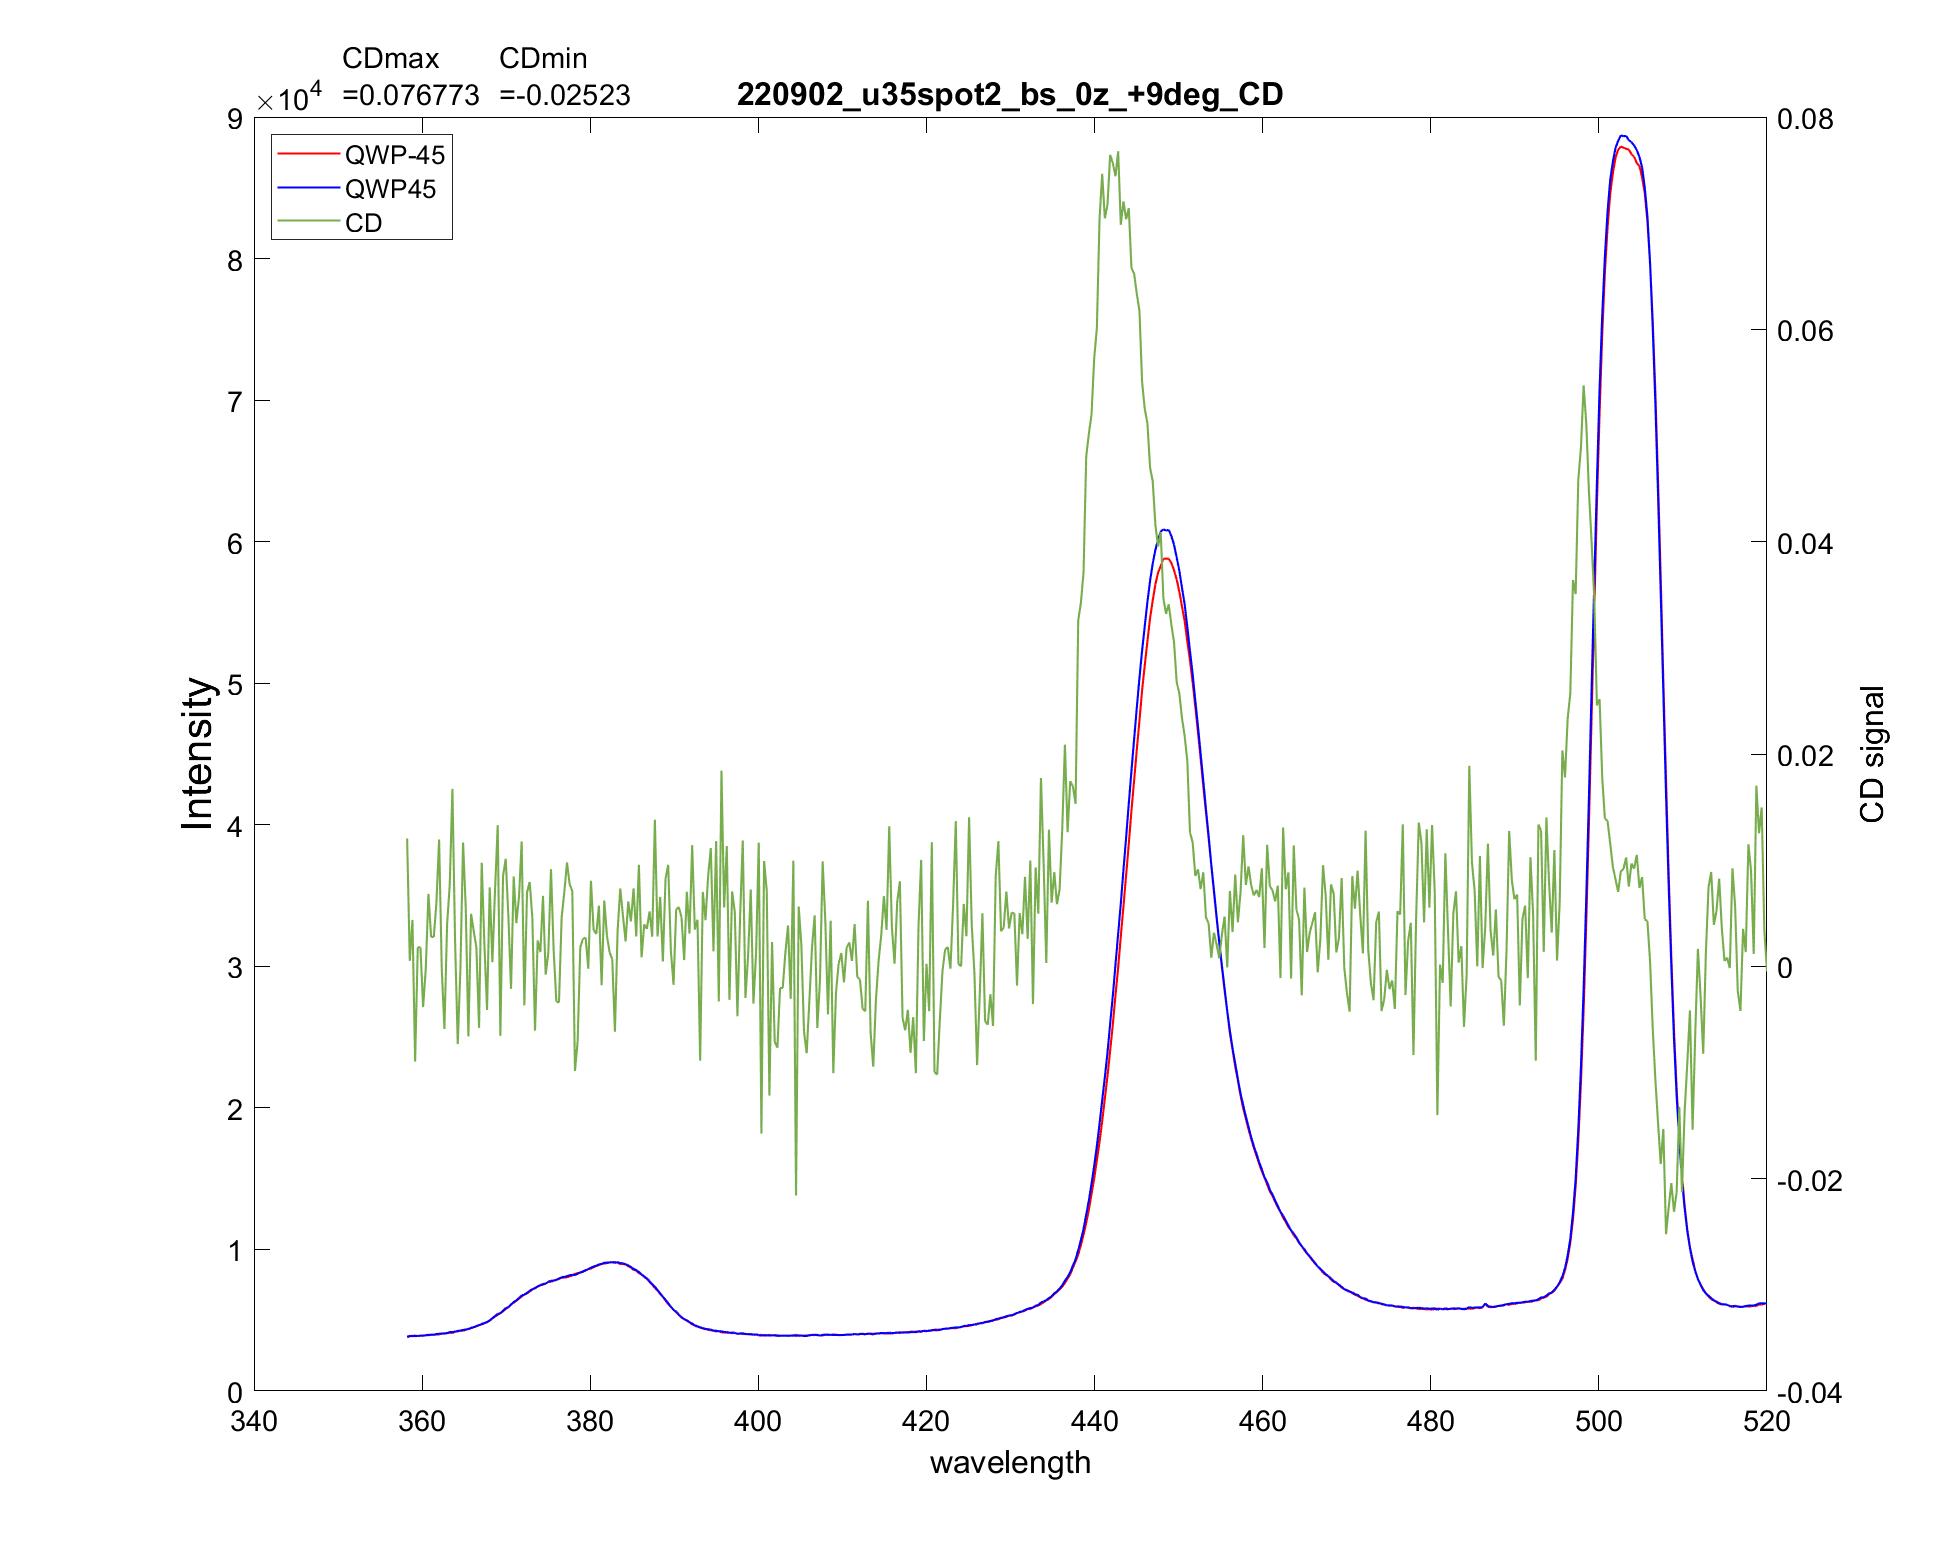 CDmax CDmin
=0.076773 =-0.02523
220902_u35spot2_bs_0z_+9deg_CD
×10⁴
QWP-45
QWP45
CD
9
8
7
6
5
4
3
2
1
0
Intensity
0.08
0.06
0.04
0.02
0
-0.02
-0.04
CD signal
340 360 380 400 420 440 460 480 500 520
wavelength